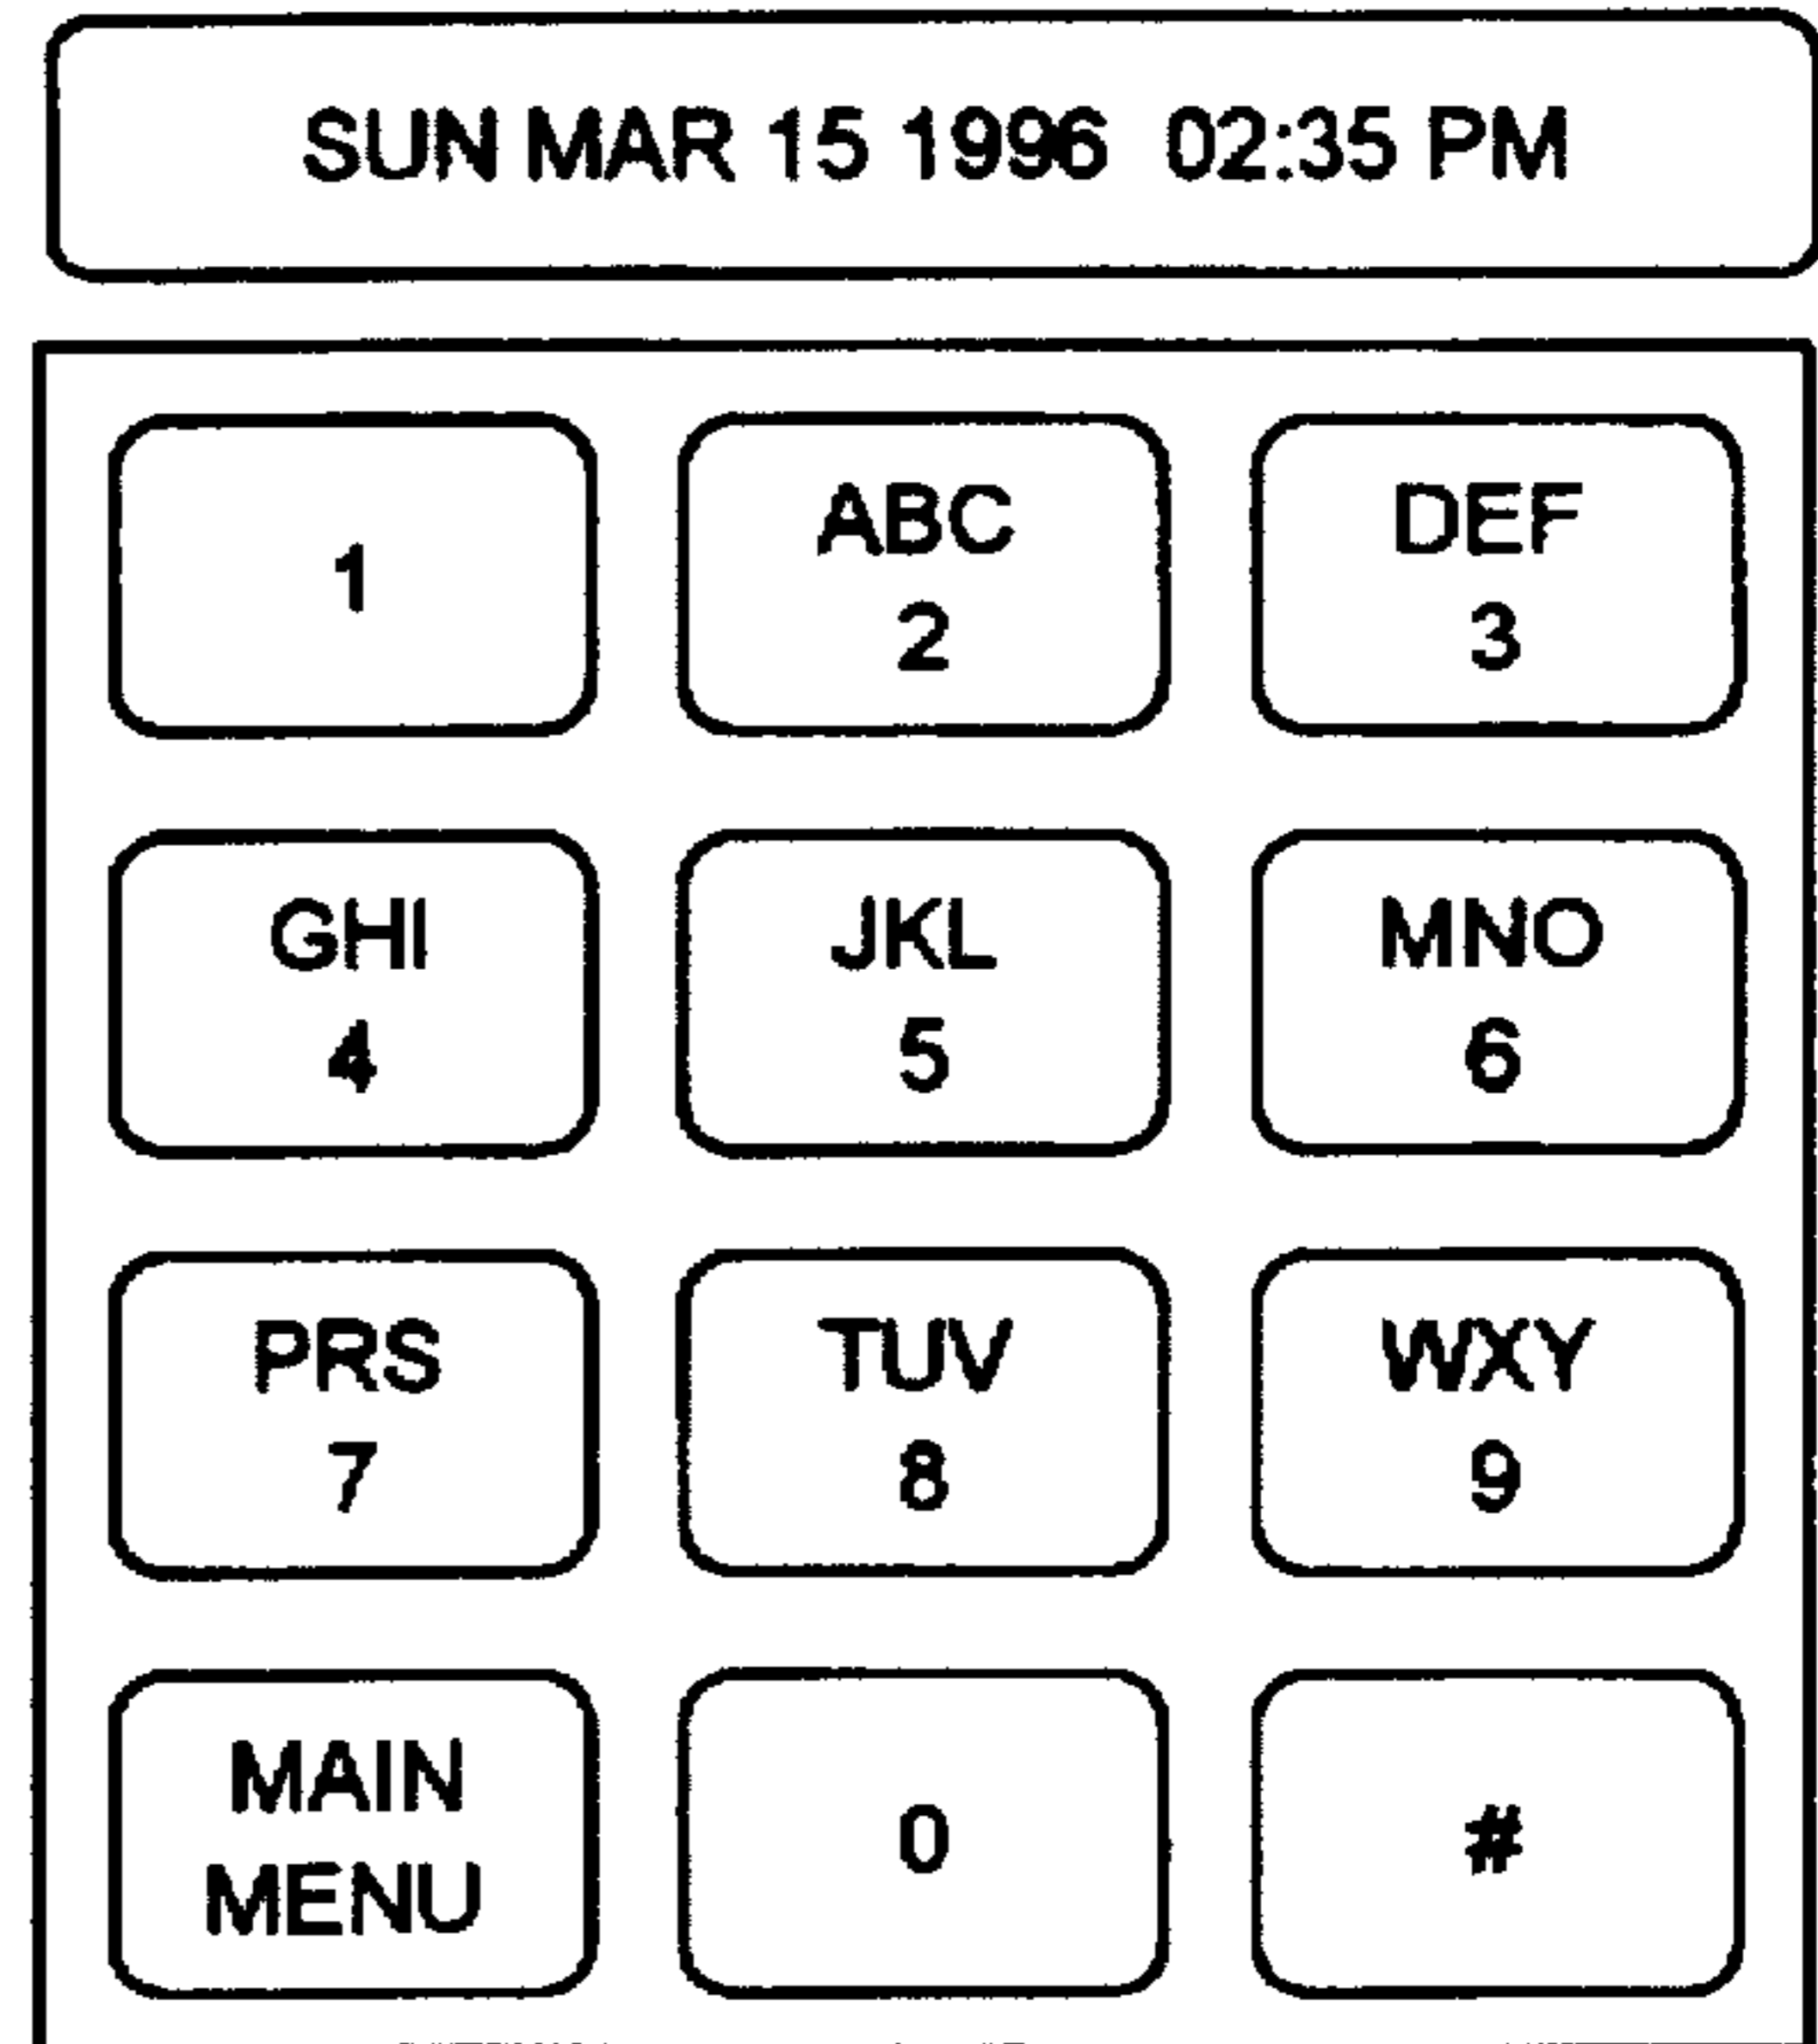 SUN MAR 15 1996 02:35 PM
1
ABC
2
DEF
3
GHI
4
JKL
5
MNO
6
PRS
7
TUV
8
WXY
9
MAIN
MENU
0
#